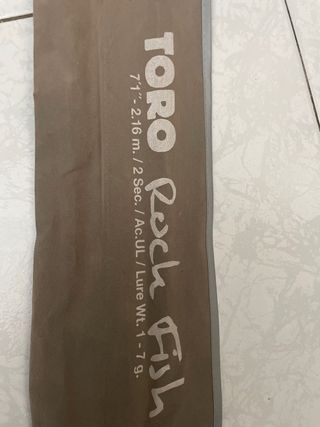 TORO Rock Fish
7'1"- 2.16 m. / 2 Sec. / Ac.UL / Lure Wt. 1 - 7 g.